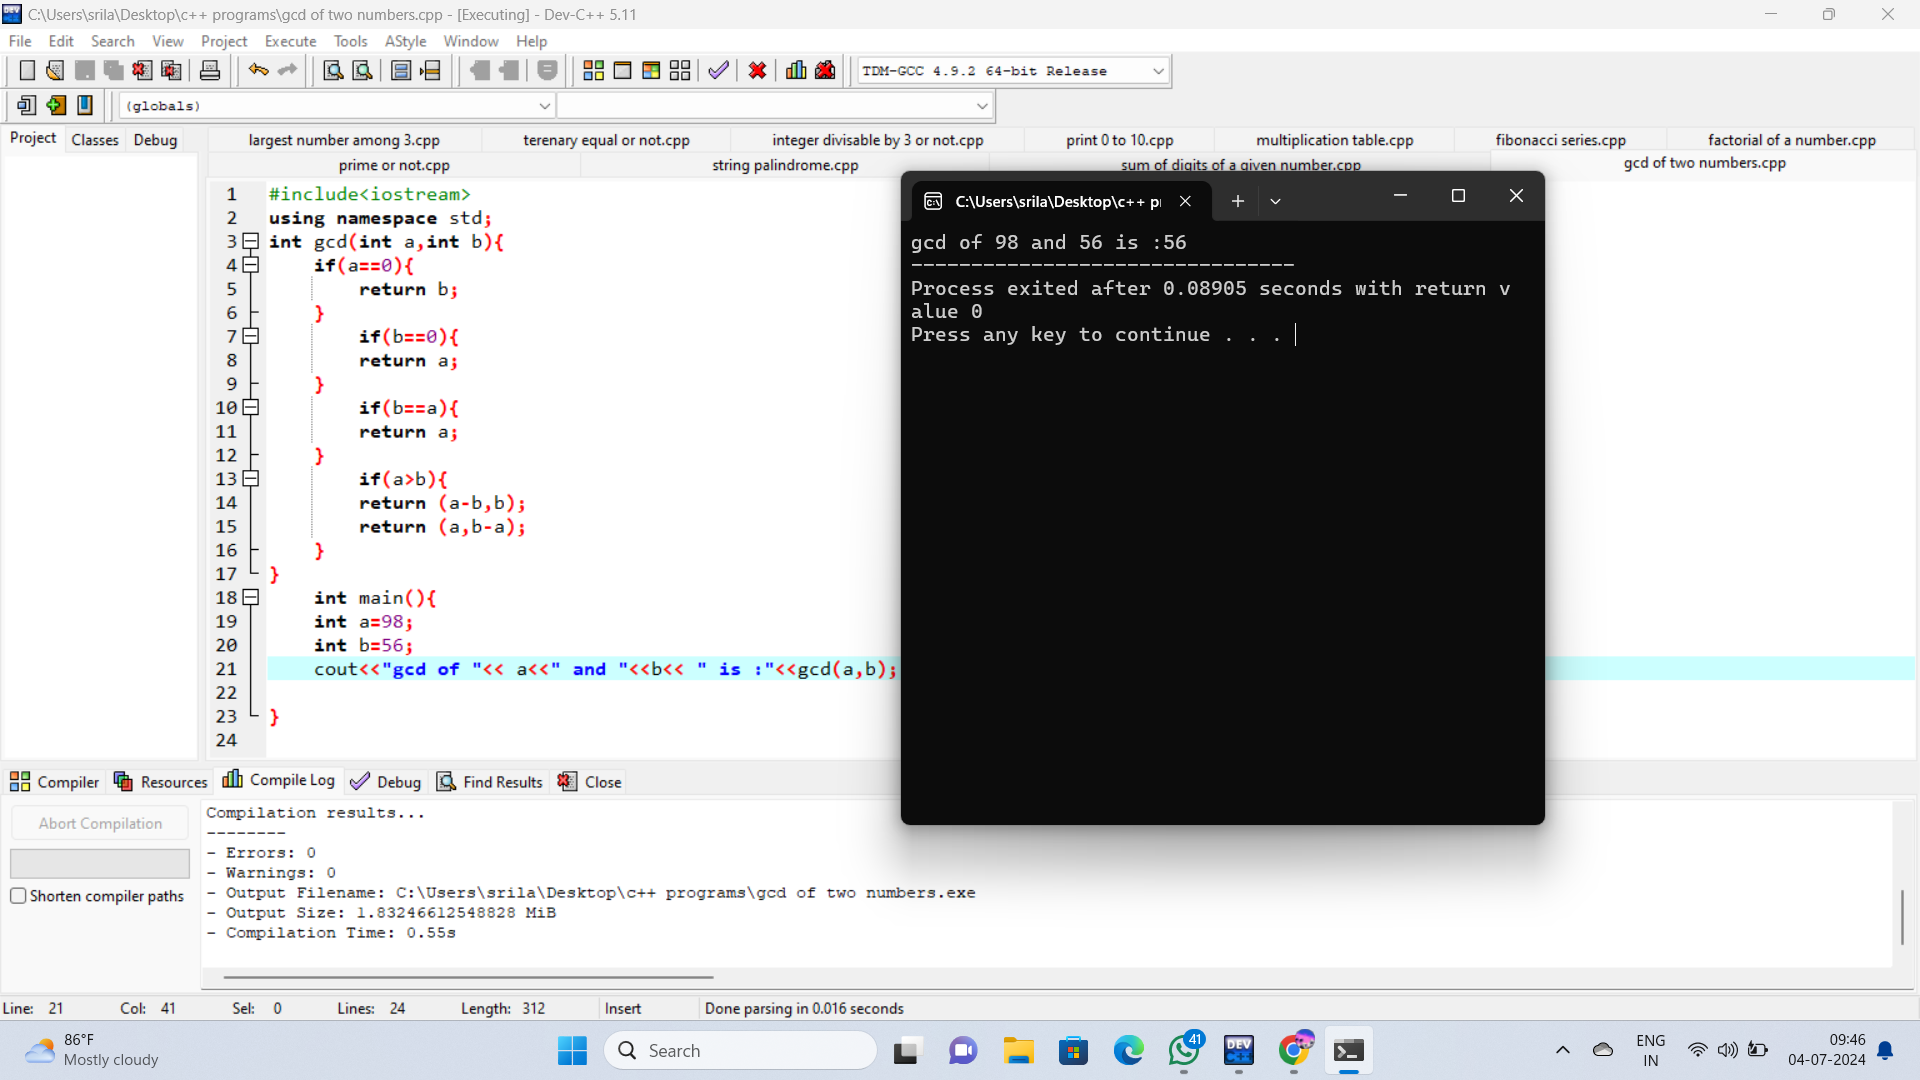 C:\Users\srila\Desktop\c++ programs\gcd of two numbers.cpp - [Executing] - Dev-C++ 5.11
File Edit Search View Project Execute Tools AStyle Window Help
TDM-GCC 4.9.2 64-bit Release
(globals)
Project Classes Debug
largest number among 3.cpp terenary equal or not.cpp integer divisable by 3 or not.cpp print 0 to 10.cpp multiplication table.cpp fibonacci series.cpp factorial of a number.cpp
prime or not.cpp string palindrome.cpp sum of digits of a given number.cpp gcd of two numbers.cpp
1 #include<iostream>
2 using namespace std;
3 int gcd(int a,int b){
4 if(a==0){
5 return b;
6 }
7 if(b==0){
8 return a;
9 }
10 if(b==a){
11 return a;
12 }
13 if(a>b){
14 return (a-b,b);
15 return (a,b-a);
16 }
17 }
18 int main(){
19 int a=98;
20 int b=56;
21 cout<<"gcd of "<< a<<" and "<<b<< " is :"<<gcd(a,b);
22
23 }
24
C:\Users\srila\Desktop\c++ p
gcd of 98 and 56 is :56
--------------------------------
Process exited after 0.08905 seconds with return v
alue 0
Press any key to continue . . .
Compiler Resources Compile Log Debug Find Results Close
Abort Compilation
Shorten compiler paths
Compilation results...
--------
- Errors: 0
- Warnings: 0
- Output Filename: C:\Users\srila\Desktop\c++ programs\gcd of two numbers.exe
- Output Size: 1.83246612548828 MiB
- Compilation Time: 0.55s
Line: 21 Col: 41 Sel: 0 Lines: 24 Length: 312 Insert Done parsing in 0.016 seconds
86°F
Mostly cloudy
Search
41
DEV
C++
ENG
IN
09:46
04-07-2024